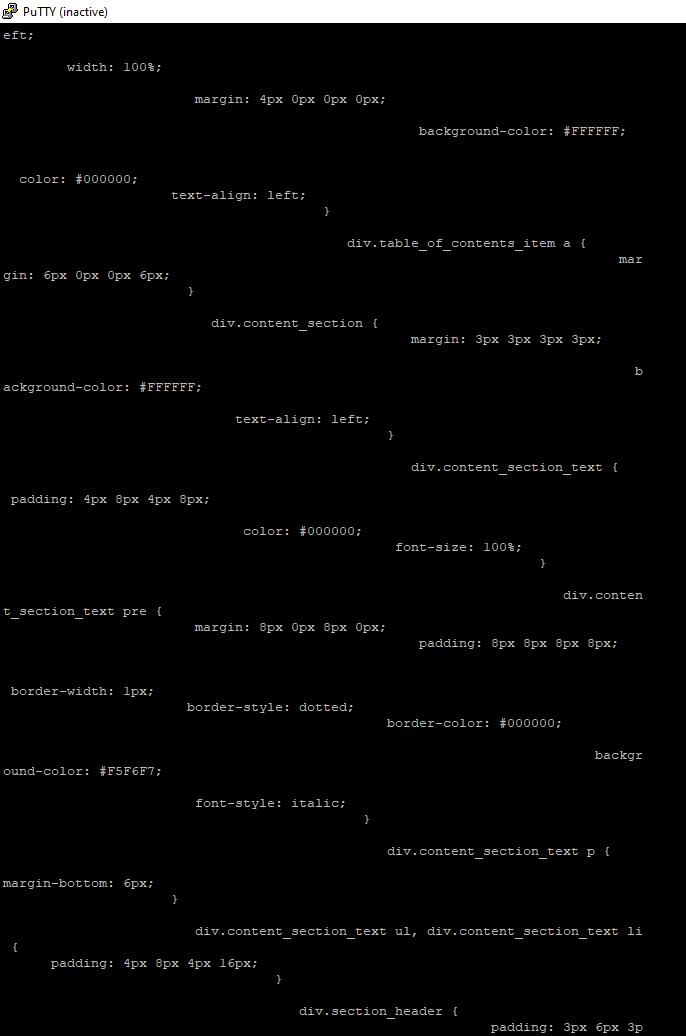 PuTTY (inactive)
eft;
width: 100%;
margin: 4px 0px 0px 0px;
background-color: #FFFFFF;
color: #000000;
text-align: left;
}
div.table_of_contents_item a {
mar
gin: 6px 0px 0px 6px;
}
div.content_section {
margin: 3px 3px 3px 3px;
b
ackground-color: #FFFFFF;
text-align: left;
}
div.content_section_text {
padding: 4px 8px 4px 8px;
color: #000000;
font-size: 100%;
}
div.conten
t_section_text pre {
margin: 8px 0px 8px 0px;
padding: 8px 8px 8px 8px;
border-width: 1px;
border-style: dotted;
border-color: #000000;
backgr
ound-color: #F5F6F7;
font-style: italic;
}
div.content_section_text p {
margin-bottom: 6px;
}
div.content_section_text ul, div.content_section_text li
{
padding: 4px 8px 4px 16px;
}
div.section_header {
padding: 3px 6px 3p